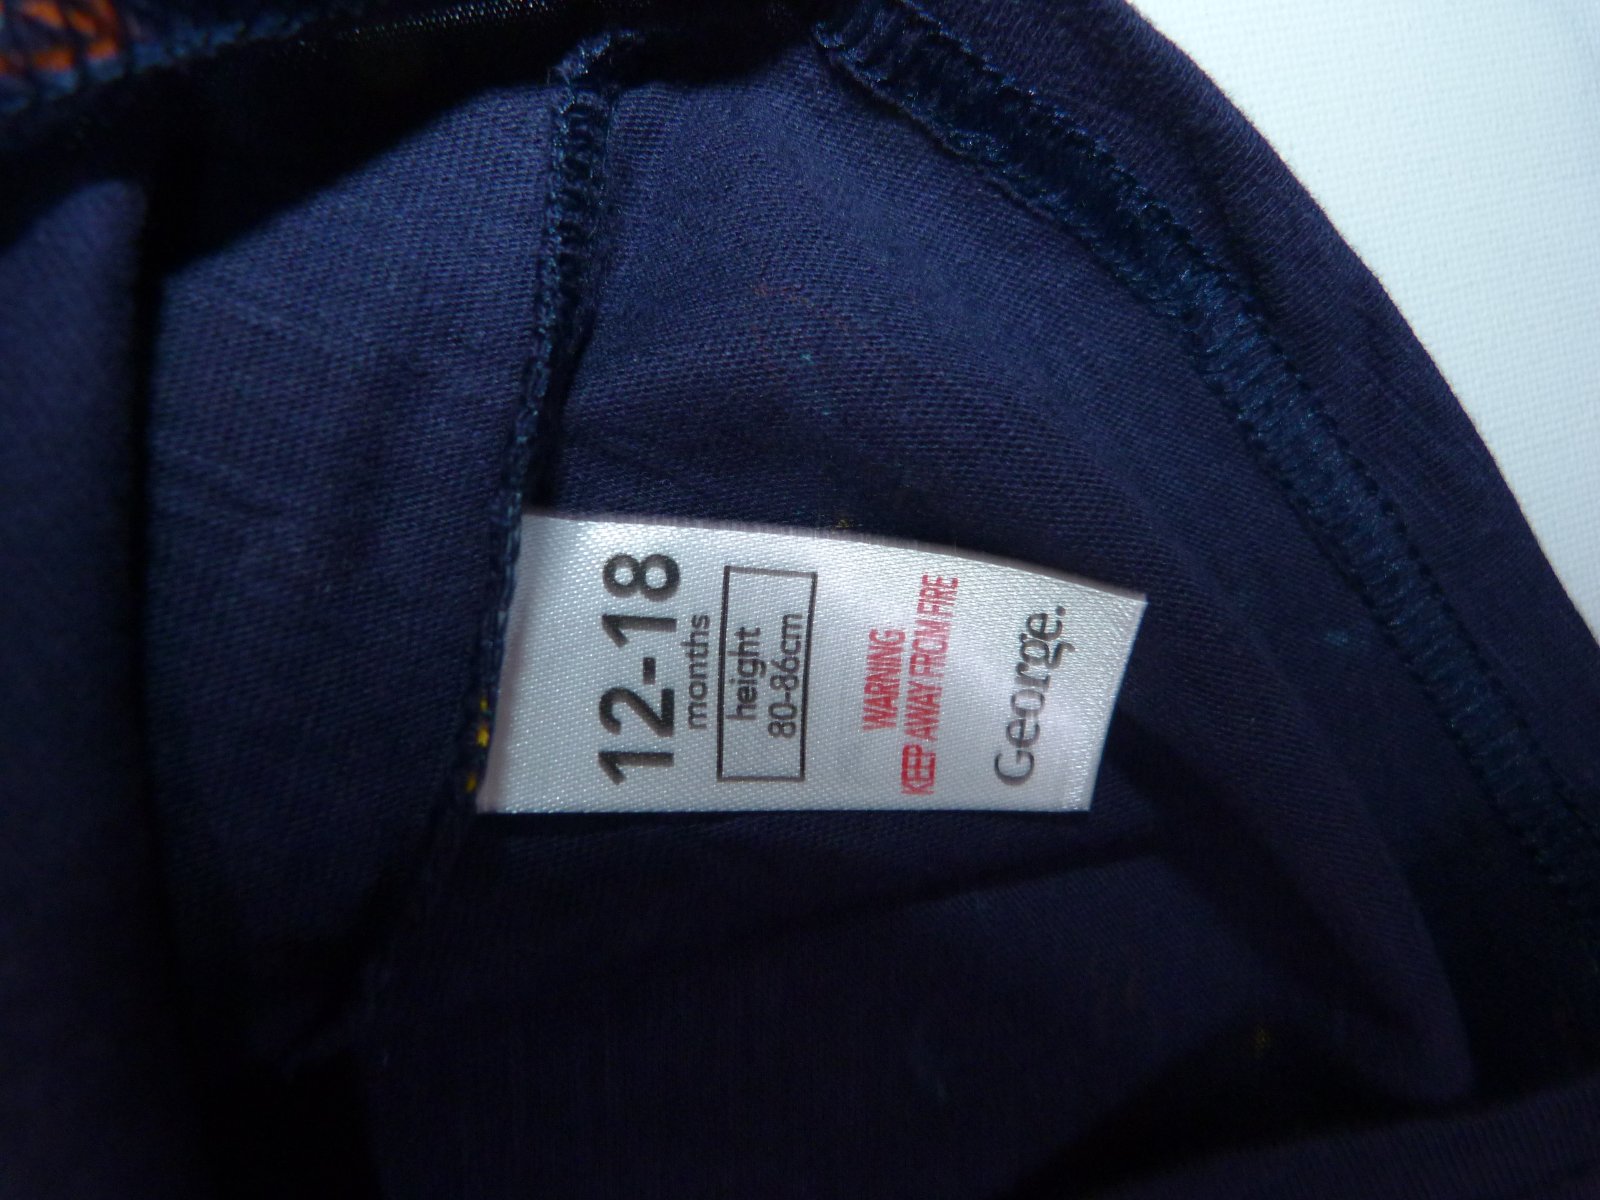 12-18
months
height
80-86cm
WARNING
KEEP AWAY FROM FIRE
George.